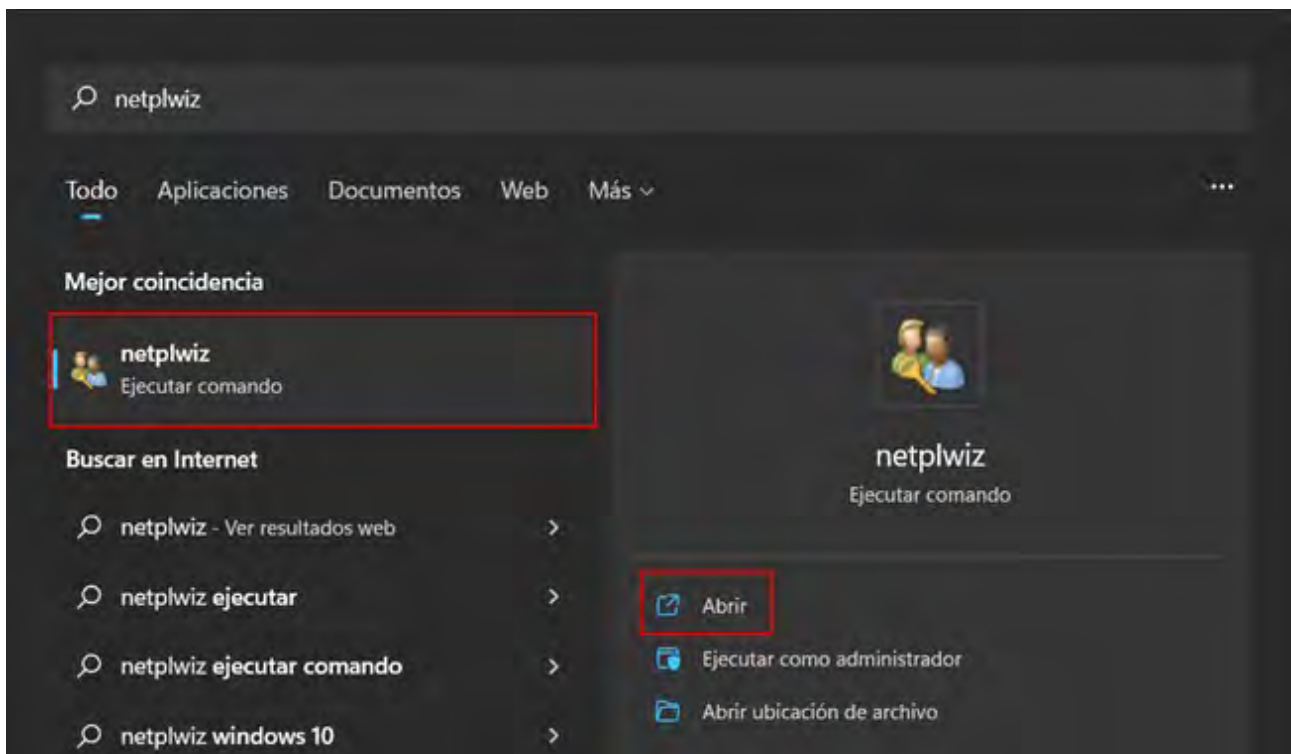 netplwiz
Todo Aplicaciones Documentos Web Más
Mejor coincidencia
netplwiz
Ejecutar comando
Buscar en Internet
netplwiz - Ver resultados web
netplwiz ejecutar
netplwiz ejecutar comando
netplwiz windows 10
netplwiz
Ejecutar comando
Abrir
Ejecutar como administrador
Abrir ubicación de archivo